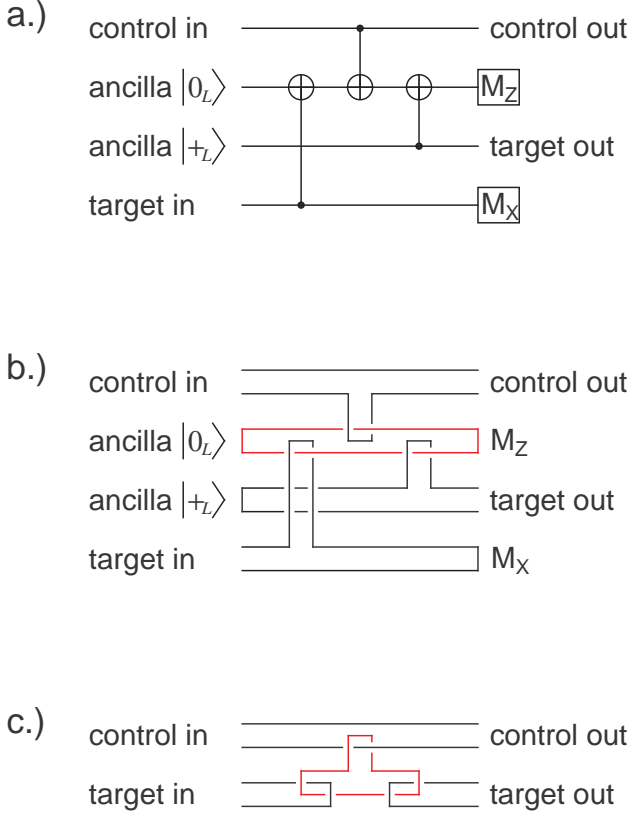 a.)
control in control out
ancilla |0_L⟩ M_Z
ancilla |+_L⟩ target out
target in M_X
b.)
control in control out
ancilla |0_L⟩ M_Z
ancilla |+_L⟩ target out
target in M_X
c.)
control in control out
target in target out